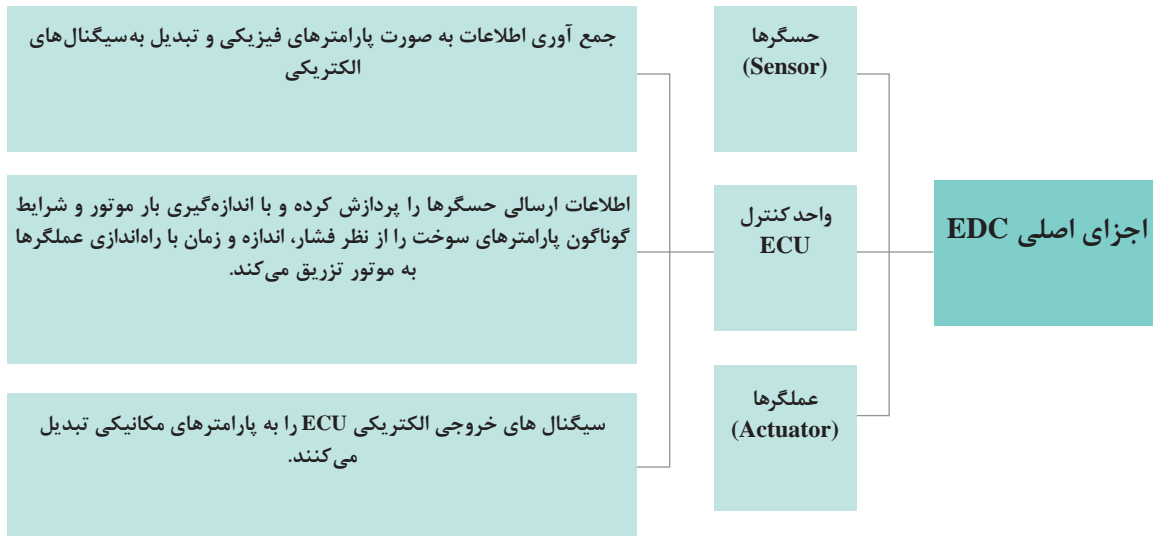 اجزای اصلی EDC
حسگرها
(Sensor)
جمع آوری اطلاعات به صورت پارامترهای فیزیکی و تبدیل به‌سیگنال‌های
الکتریکی
واحد کنترل
ECU
اطلاعات ارسالی حسگرها را پردازش کرده و با اندازه‌گیری بار موتور و شرایط
گوناگون پارامترهای سوخت را از نظر فشار، اندازه و زمان با راه‌اندازی عملگرها
به موتور تزریق می‌کند.
عملگرها
(Actuator)
سیگنال های خروجی الکتریکی ECU را به پارامترهای مکانیکی تبدیل
می‌کنند.